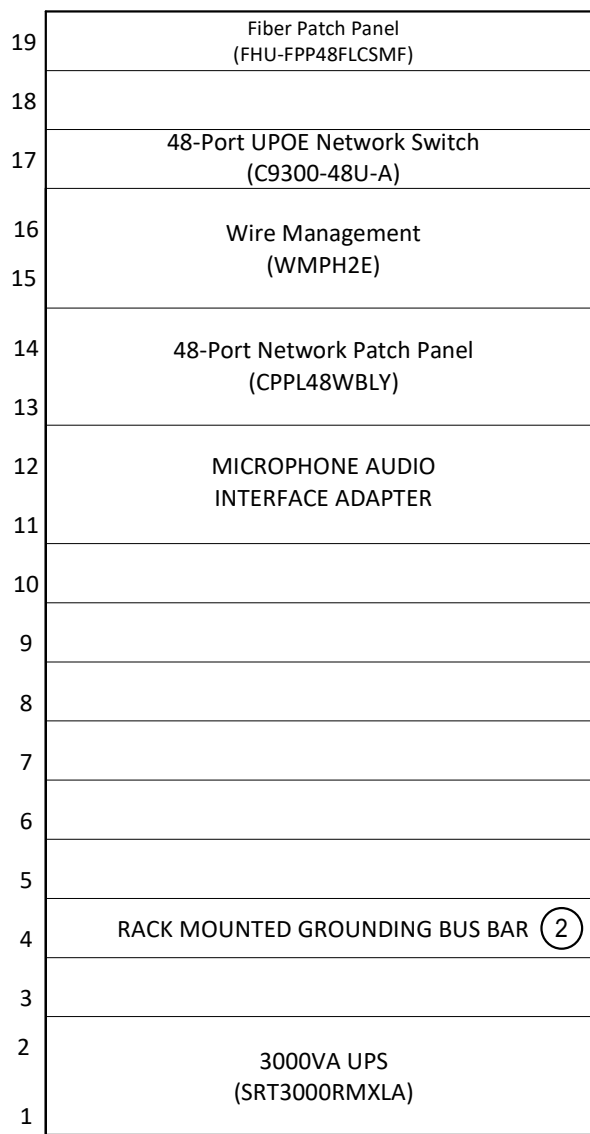 19
Fiber Patch Panel
(FHU-FPP48FLCSMF)
18
17
48-Port UPOE Network Switch
(C9300-48U-A)
16
Wire Management
(WMPH2E)
15
14
48-Port Network Patch Panel
(CPPL48WBLY)
13
12
MICROPHONE AUDIO
INTERFACE ADAPTER
11
10
9
8
7
6
5
4
RACK MOUNTED GROUNDING BUS BAR 2
3
2
3000VA UPS
(SRT3000RMXLA)
1